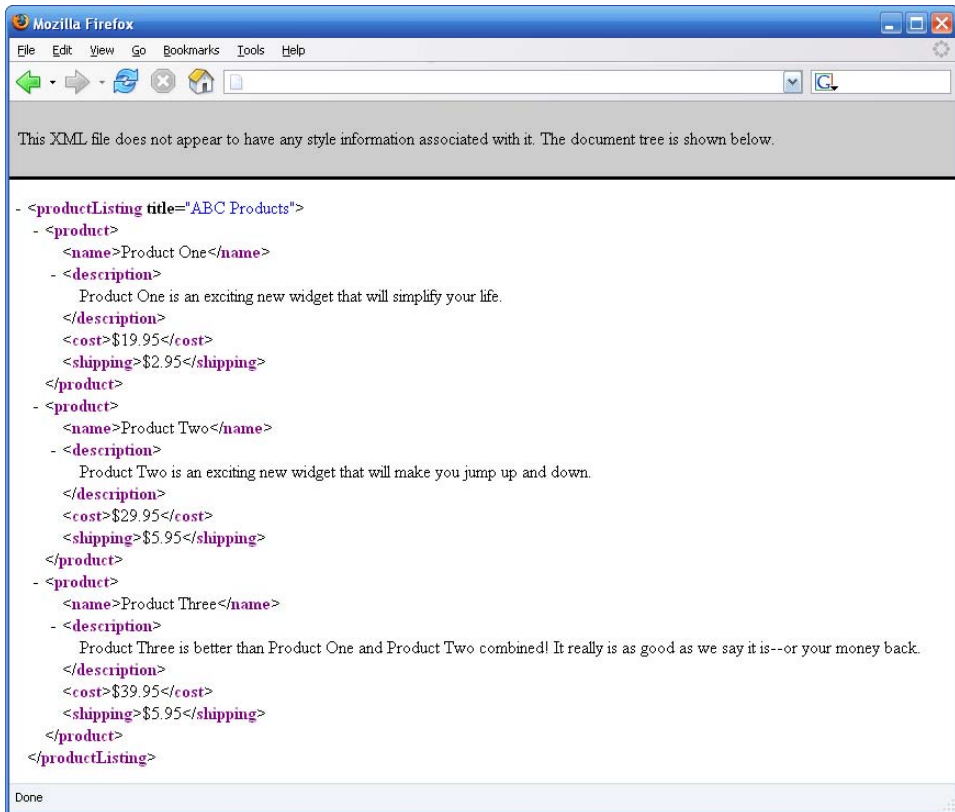 Mozilla Firefox
File Edit View Go Bookmarks Tools Help
G
This XML file does not appear to have any style information associated with it. The document tree is shown below.
- <productListing title="ABC Products">
- <product>
<name>Product One</name>
- <description>
Product One is an exciting new widget that will simplify your life.
</description>
<cost>$19.95</cost>
<shipping>$2.95</shipping>
</product>
- <product>
<name>Product Two</name>
- <description>
Product Two is an exciting new widget that will make you jump up and down.
</description>
<cost>$29.95</cost>
<shipping>$5.95</shipping>
</product>
- <product>
<name>Product Three</name>
- <description>
Product Three is better than Product One and Product Two combined! It really is as good as we say it is--or your money back.
</description>
<cost>$39.95</cost>
<shipping>$5.95</shipping>
</product>
</productListing>
Done